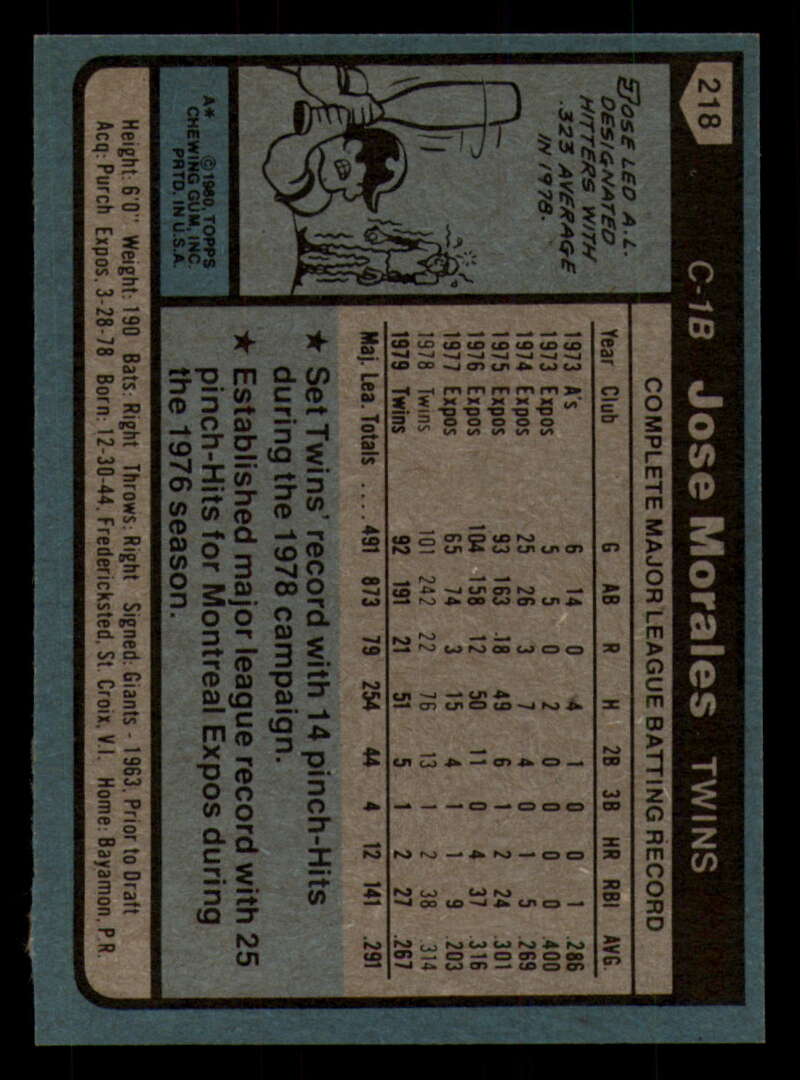 218
C-1B Jose Morales TWINS
JOSE LED A.L.
DESIGNATED
HITTERS WITH
.323 AVERAGE
IN 1978.
A* © 1980, TOPPS
CHEWING GUM, INC.
PRTD. IN U.S.A.
COMPLETE MAJOR LEAGUE BATTING RECORD
Year Club G AB R H 2B 3B HR RBI AVG.
1973 A's 6 14 0 4 1 0 0 1 .286
1973 Expos 5 5 0 2 0 0 0 0 .400
1974 Expos 25 26 3 7 4 0 1 5 .269
1975 Expos 93 163 18 49 6 1 2 24 .301
1976 Expos 104 158 12 50 11 0 4 37 .316
1977 Expos 65 74 3 15 4 1 1 9 .203
1978 Twins 101 242 22 76 13 1 2 38 .314
1979 Twins 92 191 21 51 5 1 2 27 .267
Maj. Lea. Totals .... 491 873 79 254 44 4 12 141 .291
★ Set Twins' record with 14 pinch-Hits
during the 1978 campaign.
★ Established major league record with 25
pinch-Hits for Montreal Expos during
the 1976 season.
Height: 6'0" Weight: 190 Bats: Right Throws: Right Signed: Giants - 1963, Prior to Draft
Acq: Purch Expos, 3-28-78 Born: 12-30-44, Fredericksted, St. Croix, V.I. Home: Bayamon, P.R.